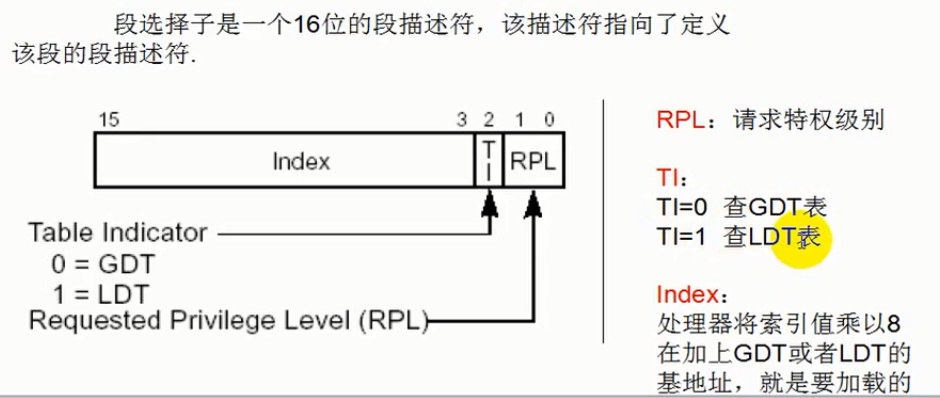 段选择子是一个16位的段描述符，该描述符指向了定义
该段的段描述符.
15 3 2 1 0
Index TI RPL
Table Indicator
0 = GDT
1 = LDT
Requested Privilege Level (RPL)
RPL：请求特权级别
TI：
TI=0 查GDT表
TI=1 查LDT表
Index：
处理器将索引值乘以8
在加上GDT或者LDT的
基地址，就是要加载的